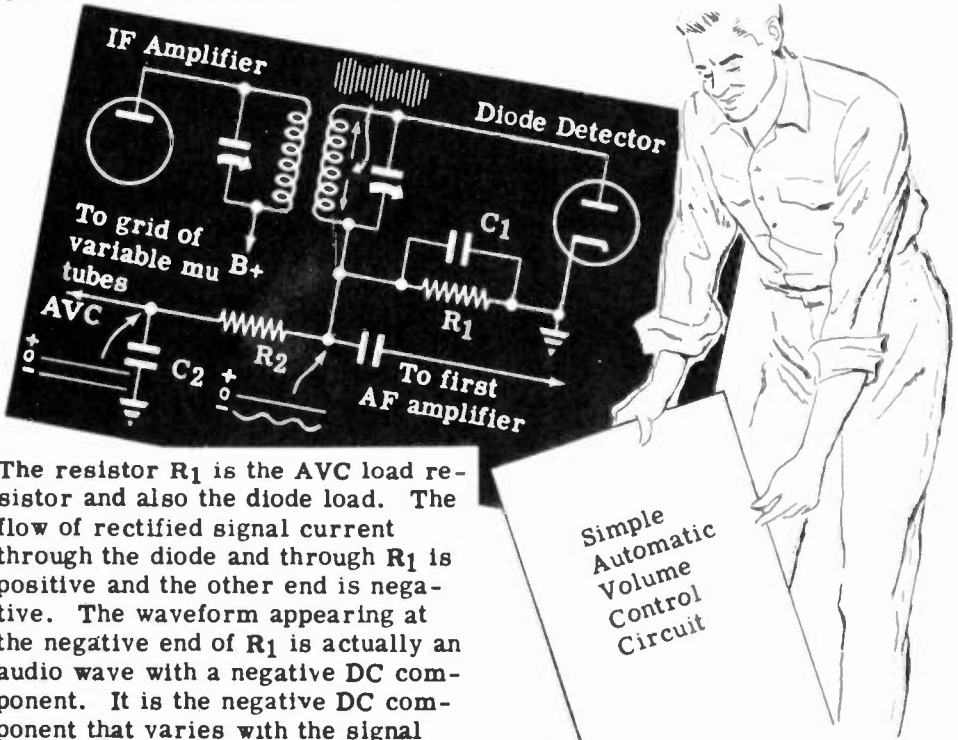 IF Amplifier
Diode Detector
To grid of
variable mu
tubes
B+
C1
R1
AVC
R2
C2
+
0
-
+
0
-
To first
AF amplifier
Simple
Automatic
Volume
Control
Circuit
The resistor R1 is the AVC load re-
sistor and also the diode load. The
flow of rectified signal current
through the diode and through R1 is
positive and the other end is nega-
tive. The waveform appearing at
the negative end of R1 is actually an
audio wave with a negative DC com-
ponent. It is the negative DC com-
ponent that varies with the signal